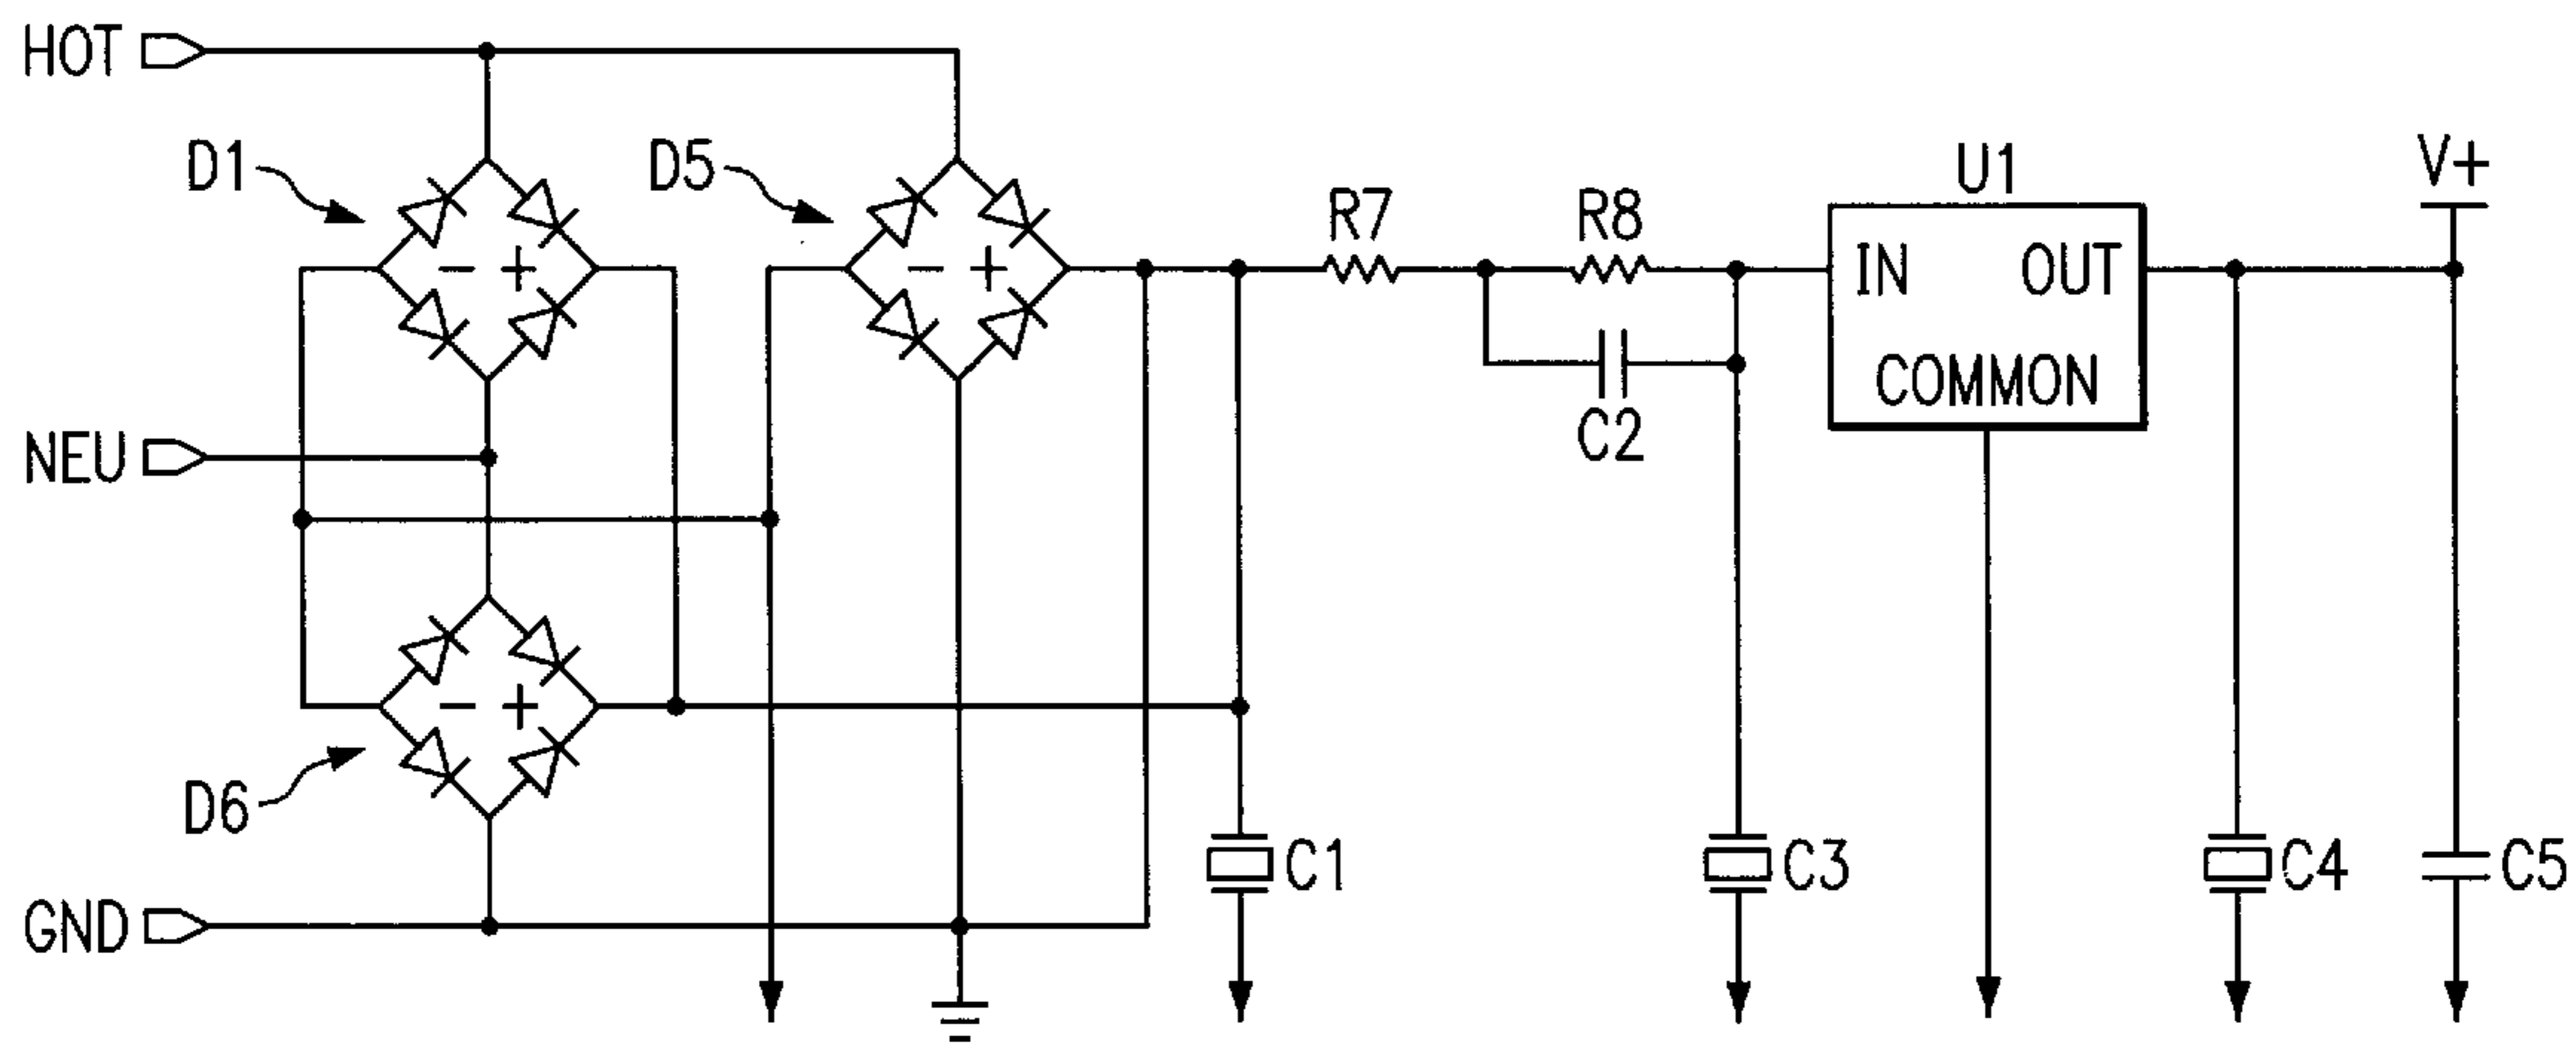 HOT
D1
D5
R7
R8
U1
V+
- +
- +
IN OUT
COMMON
C2
NEU
- +
D6
C1
C3
C4
C5
GND